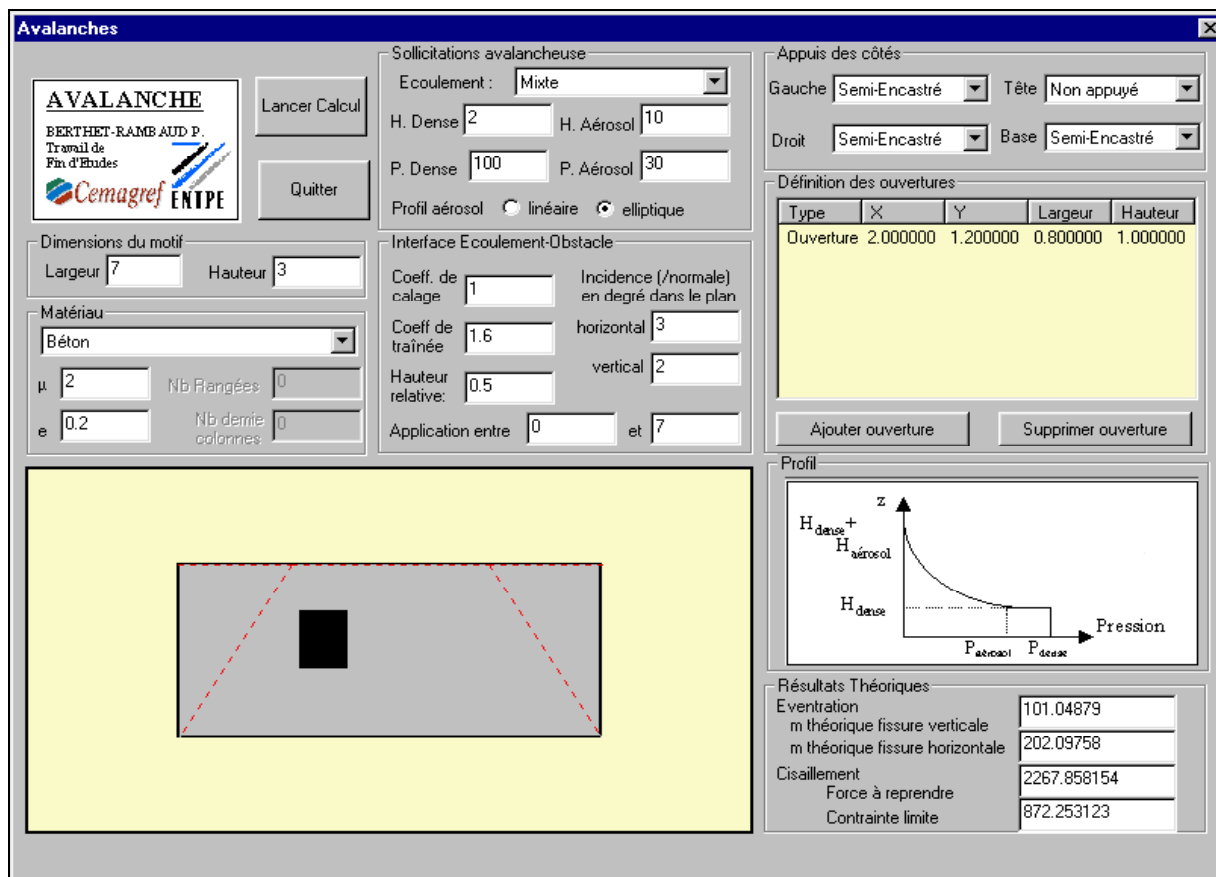 Avalanches
AVALANCHE
BERTHET-RAMBAUD P.
Travail de
Fin d'Etudes
Cemagref ENTPE
Lancer Calcul
Quitter
Dimensions du motif
Largeur 7 Hauteur 3
Matériau
Béton
µ 2 Nb Rangées 0
e 0.2 Nb demie
colonnes 0
Sollicitations avalancheuse
Ecoulement : Mixte
H. Dense 2 H. Aérosol 10
P. Dense 100 P. Aérosol 30
Profil aérosol linéaire elliptique
Interface Ecoulement-Obstacle
Coeff. de
calage 1
Incidence (/normale)
en degré dans le plan
Coeff de
traînée 1.6
horizontal 3
vertical 2
Hauteur
relative: 0.5
Application entre 0 et 7
Appuis des côtés
Gauche Semi-Encastré Tête Non appuyé
Droit Semi-Encastré Base Semi-Encastré
Définition des ouvertures
Type X Y Largeur Hauteur
Ouverture 2.000000 1.200000 0.800000 1.000000
Ajouter ouverture Supprimer ouverture
Profil
z
H dense +
H aérosol
H dense
Pression
P aérosol P dense
Résultats Théoriques
Eventration
m théorique fissure verticale 101.04879
m théorique fissure horizontale 202.09758
Cisaillement
Force à reprendre 2267.858154
Contrainte limite 872.253123